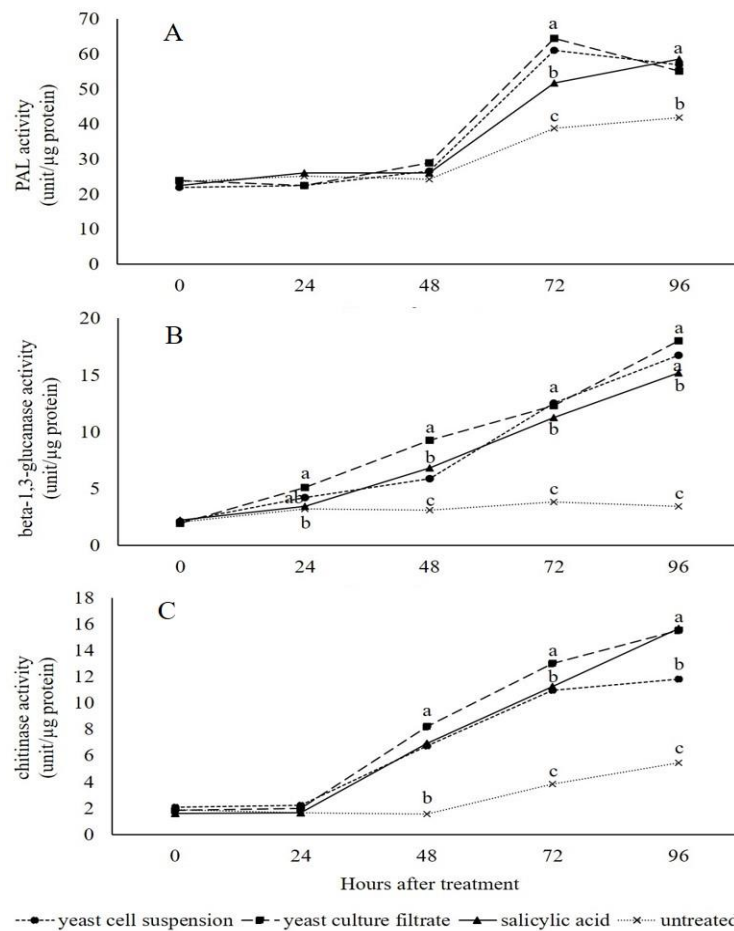 A
70
60
50
40
30
20
10
0
PAL activity
(unit/µg protein)
a
a
b
b
c
0 24 48 72 96
B
20
15
10
5
0
beta-1,3-glucanase activity
(unit/µg protein)
a
a
a
a
a
b
b
b
ab
b
c
c
c
0 24 48 72 96
C
18
16
14
12
10
8
6
4
2
0
chitinase activity
(unit/µg protein)
a
a
a
b
b
b
c
c
0 24 48 72 96
Hours after treatment
yeast cell suspension yeast culture filtrate salicylic acid untreated